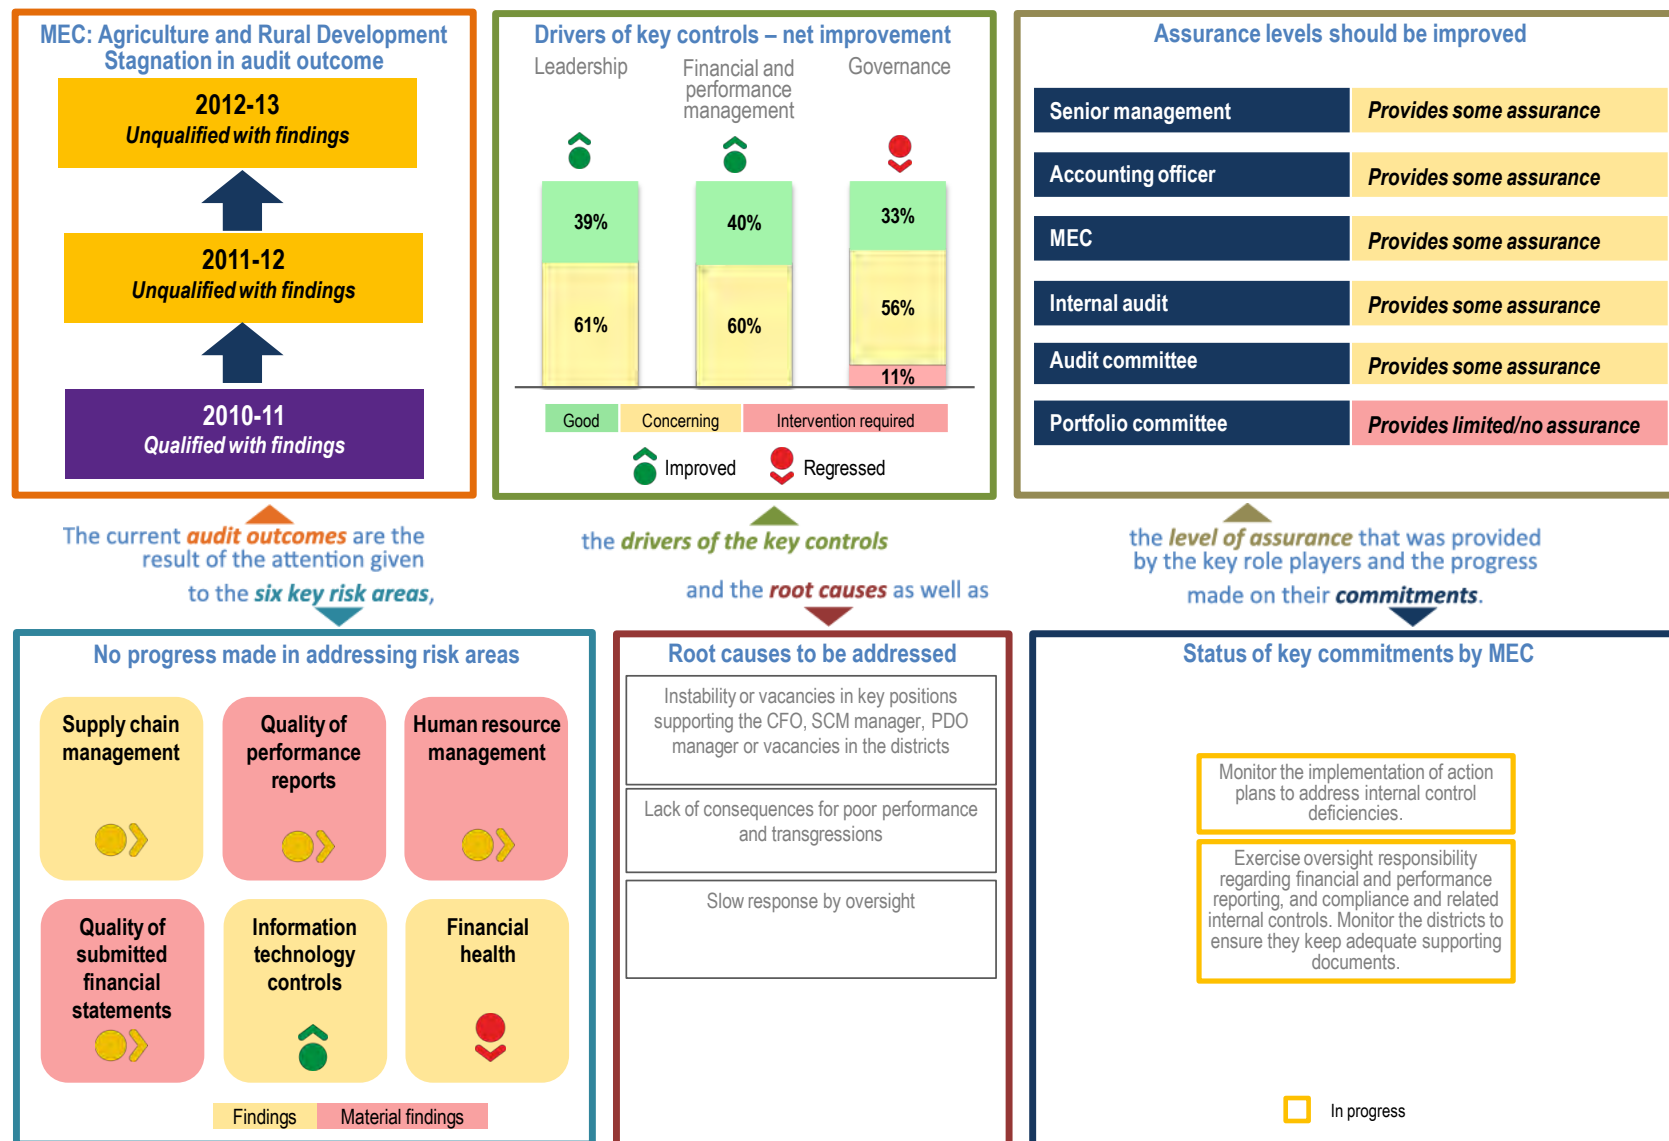 MEC: Agriculture and Rural Development
Stagnation in audit outcome
2012-13
Unqualified with findings
2011-12
Unqualified with findings
2010-11
Qualified with findings
Drivers of key controls – net improvement
Leadership
Financial and
performance
management
Governance
39%
40%
33%
61%
60%
56%
11%
Good
Concerning
Intervention required
Improved
Regressed
Assurance levels should be improved
Senior management
Provides some assurance
Accounting officer
Provides some assurance
MEC
Provides some assurance
Internal audit
Provides some assurance
Audit committee
Provides some assurance
Portfolio committee
Provides limited/no assurance
The current audit outcomes are the
result of the attention given
to the six key risk areas,
the drivers of the key controls
and the root causes as well as
the level of assurance that was provided
by the key role players and the progress
made on their commitments.
No progress made in addressing risk areas
Supply chain
management
Quality of
performance
reports
Human resource
management
Quality of
submitted
financial
statements
Information
technology
controls
Financial
health
Findings
Material findings
Root causes to be addressed
Instability or vacancies in key positions
supporting the CFO, SCM manager, PDO
manager or vacancies in the districts
Lack of consequences for poor performance
and transgressions
Slow response by oversight
Status of key commitments by MEC
Monitor the implementation of action
plans to address internal control
deficiencies.
Exercise oversight responsibility
regarding financial and performance
reporting, and compliance and related
internal controls. Monitor the districts to
ensure they keep adequate supporting
documents.
In progress